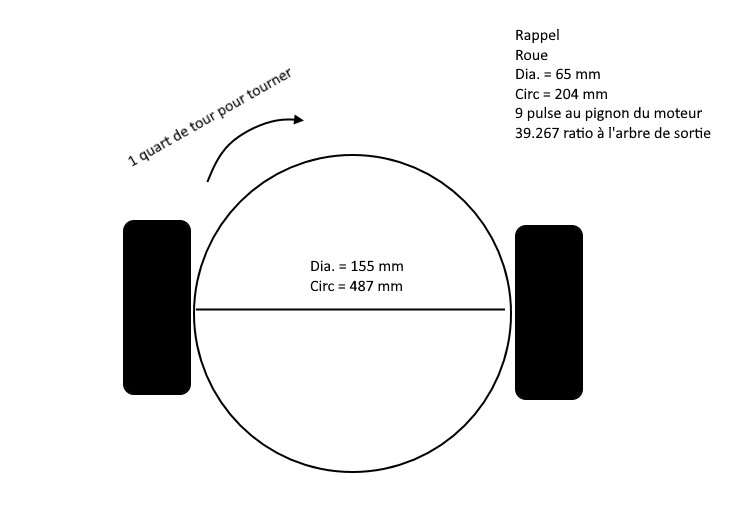 Rappel
Roue
Dia. = 65 mm
Circ = 204 mm
9 pulse au pignon du moteur
39.267 ratio à l'arbre de sortie
1 quart de tour pour tourner
Dia. = 155 mm
Circ = 487 mm